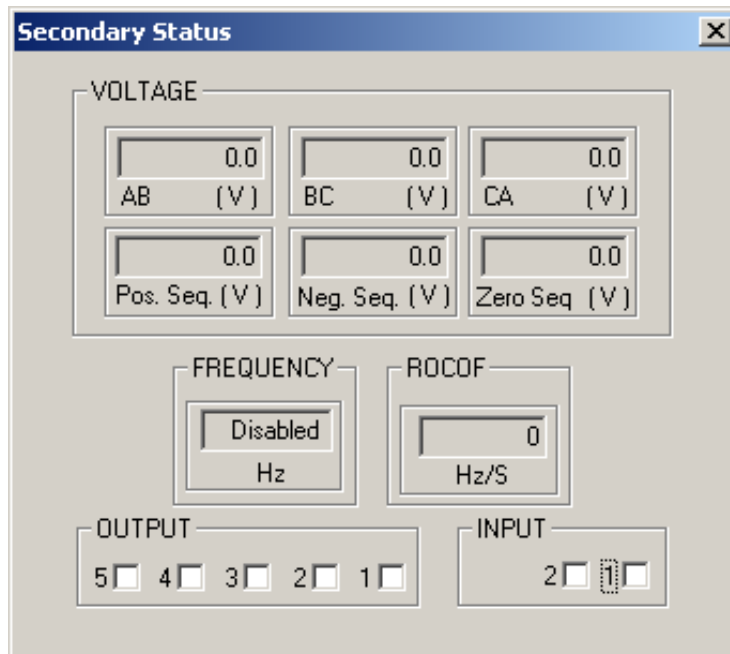 Secondary Status
VOLTAGE
0.0 0.0 0.0
AB (V) BC (V) CA (V)
0.0 0.0 0.0
Pos. Seq. (V) Neg. Seq. (V) Zero Seq (V)
FREQUENCY ROCOF
Disabled 0
Hz Hz/S
OUTPUT INPUT
5 4 3 2 1 2 1